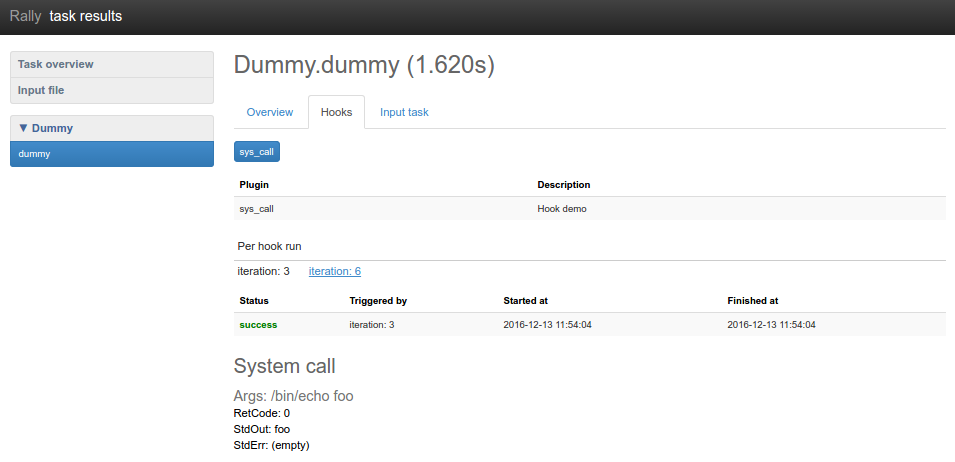 Rally task results
Task overview
Input file
▼ Dummy
dummy
Dummy.dummy (1.620s)
Overview Hooks Input task
sys_call
Plugin Description
sys_call Hook demo
Per hook run
iteration: 3 iteration: 6
Status Triggered by Started at Finished at
success iteration: 3 2016-12-13 11:54:04 2016-12-13 11:54:04
System call
Args: /bin/echo foo
RetCode: 0
StdOut: foo
StdErr: (empty)